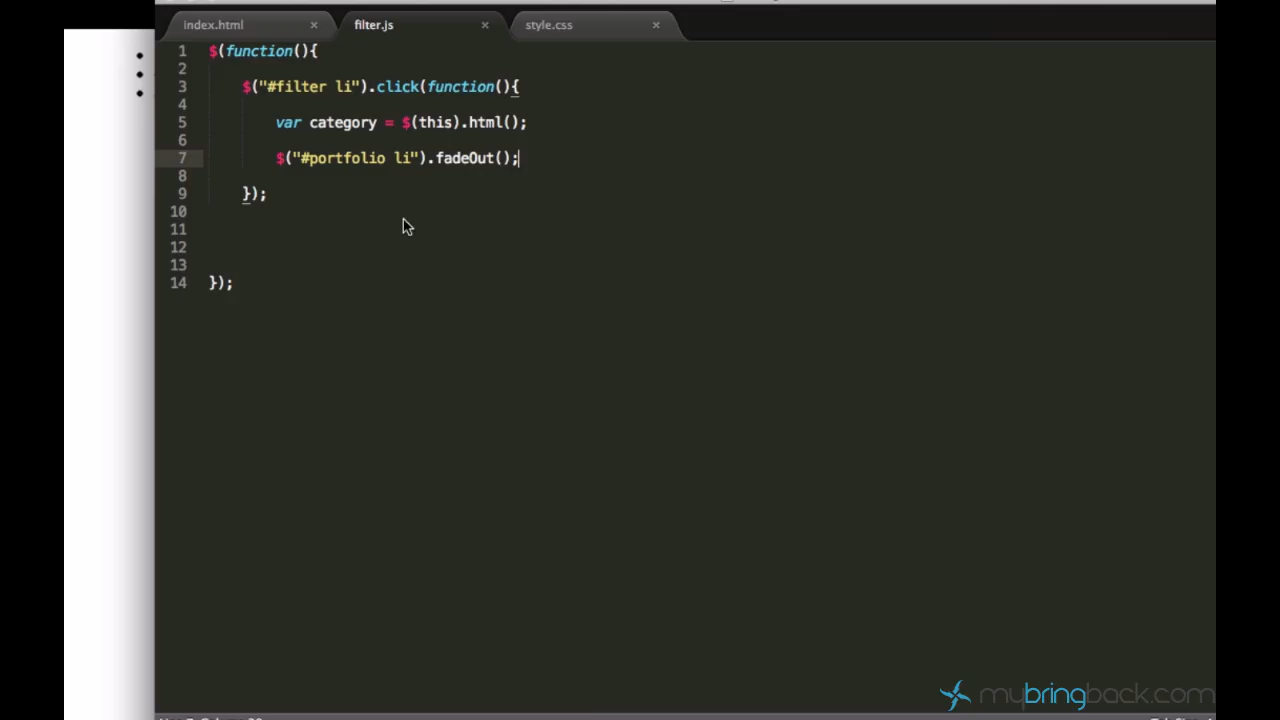 index.html × filter.js × style.css ×
1 $(function(){
2
3 $("#filter li").click(function(){
4
5 var category = $(this).html();
6
7 $("#portfolio li").fadeOut();
8
9 });
10
11
12
13
14 });
mybringback.com